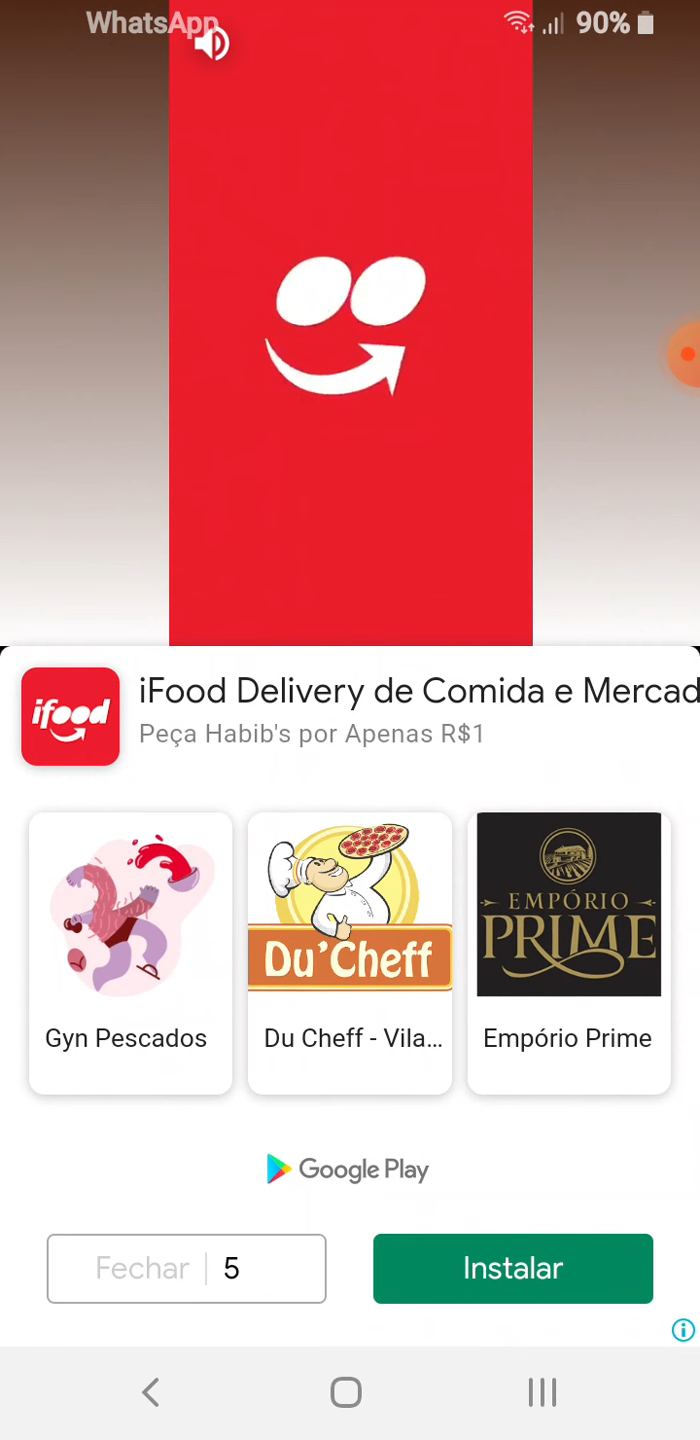 WhatsApp
90%
ifood
iFood Delivery de Comida e Mercad
Peça Habib's por Apenas R$1
Du'Cheff
EMPÓRIO
PRIME
Gyn Pescados
Du Cheff - Vila...
Empório Prime
Google Play
Fechar 5
Instalar